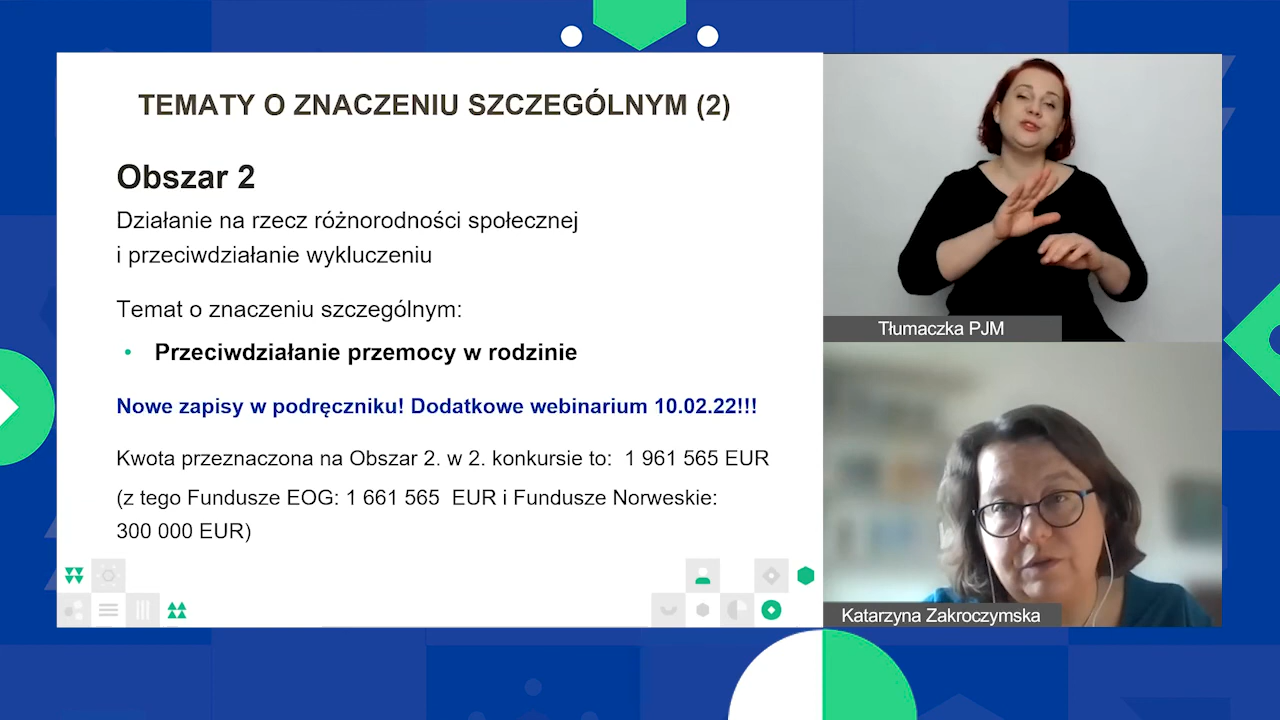 TEMATY O ZNACZENIU SZCZEGÓLNYM (2)
Obszar 2
Działanie na rzecz różnorodności społecznej
i przeciwdziałanie wykluczeniu
Temat o znaczeniu szczególnym:
• Przeciwdziałanie przemocy w rodzinie
Nowe zapisy w podręczniku! Dodatkowe webinarium 10.02.22!!!
Kwota przeznaczona na Obszar 2. w 2. konkursie to: 1 961 565 EUR
(z tego Fundusze EOG: 1 661 565 EUR i Fundusze Norweskie:
300 000 EUR)
Tłumaczka PJM
Katarzyna Zakroczymska